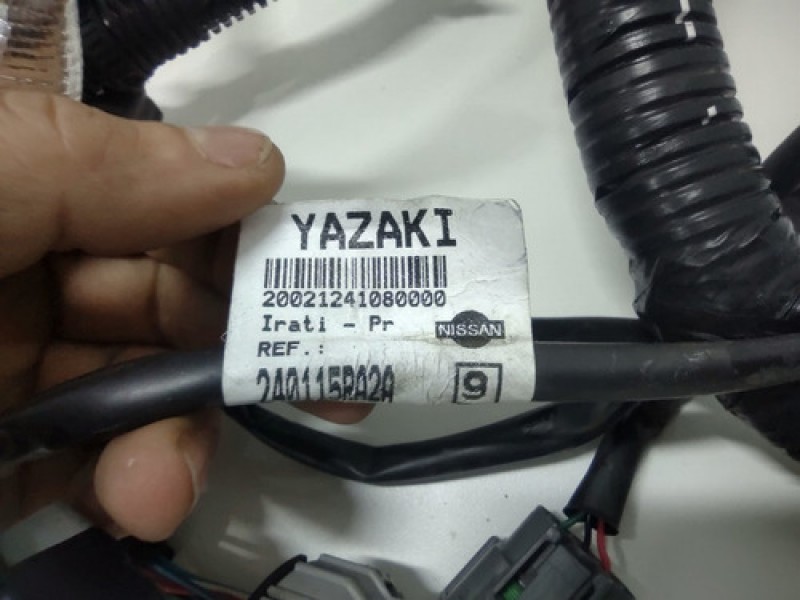 YAZAKI
20021241080000
Irati - Pr
NISSAN
REF.:
240115RA2A
9